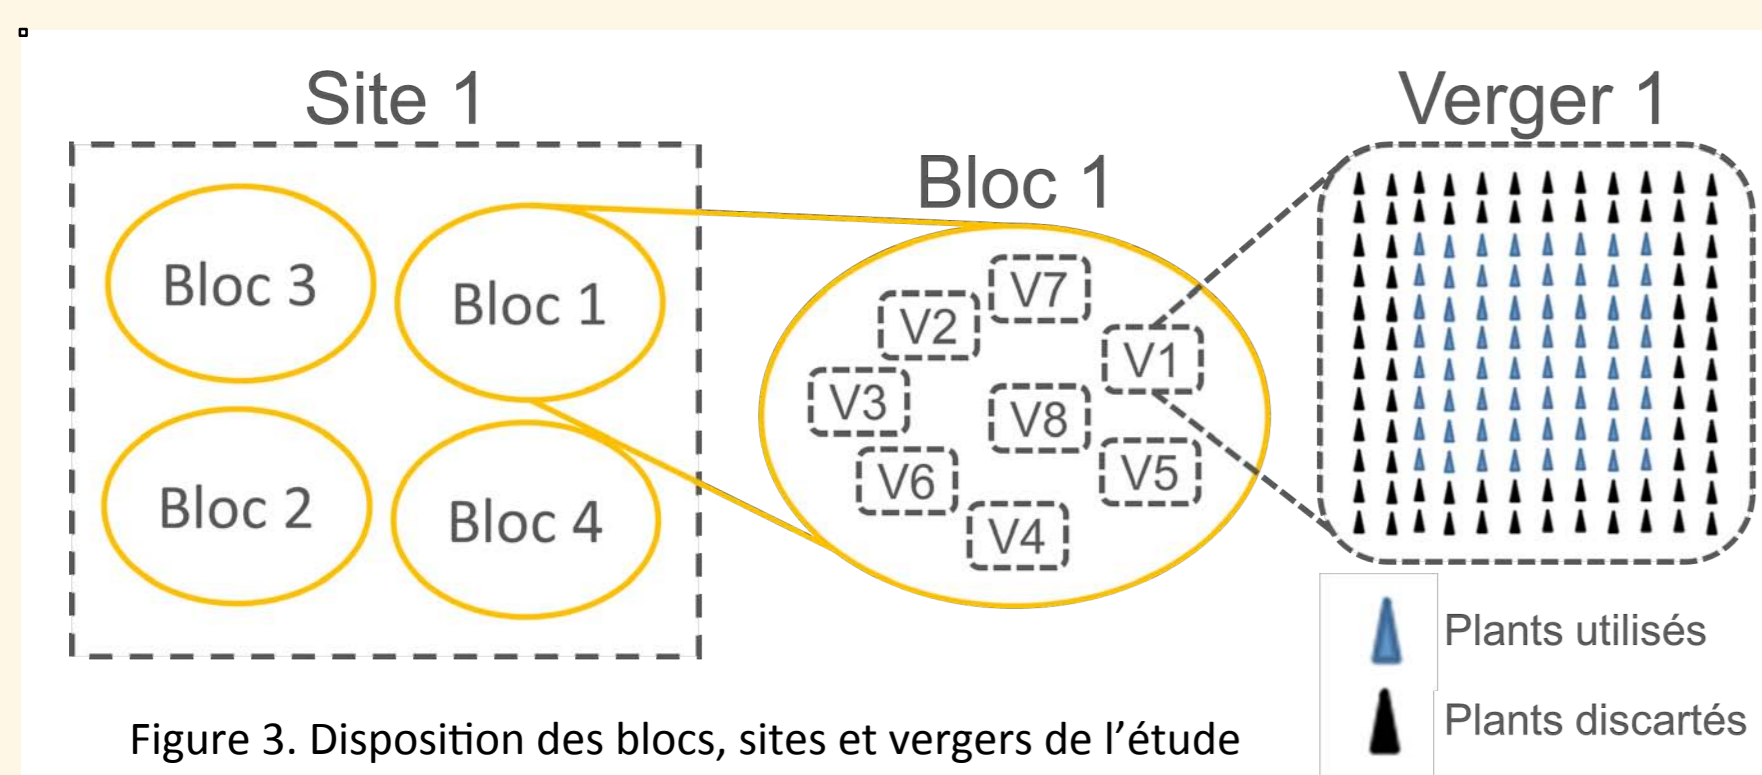 Site 1
Bloc 3
Bloc 1
Bloc 2
Bloc 4
Bloc 1
V7
V2
V1
V3
V8
V6
V5
V4
Verger 1
Plants utilisés
Plants discartés
Figure 3. Disposition des blocs, sites et vergers de l’étude